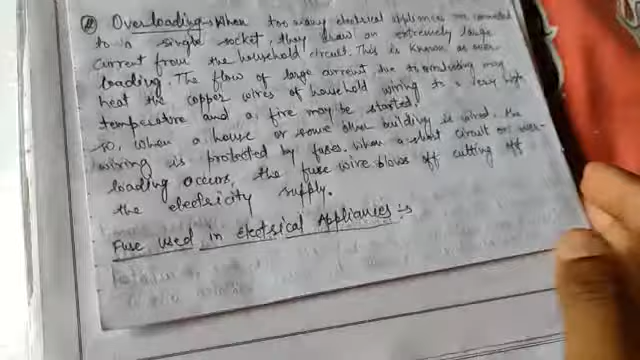 Overloading :- When too many electrical appliances are connected
to a single socket, they draw an extremely large
current from the household circuit. This is known as over
loading. The flow of large current due to overloading may
heat the copper wires of household wiring to a very high
temperature and a fire may be started.
So, when a house or some other building is wired, the
wiring is protected by fuses. When a short circuit or over-
loading occurs, the fuse wire blows off cutting off
the electricity supply.
Fuse used in electrical Appliances :-